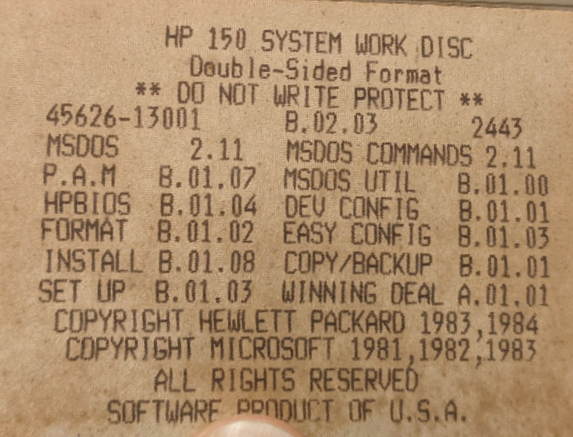 HP 150 SYSTEM WORK DISC
Double-Sided Format
** DO NOT WRITE PROTECT **
45626-13001 B.02.03 2443
MSDOS 2.11 MSDOS COMMANDS 2.11
P.A.M B.01.07 MSDOS UTIL B.01.00
HPBIOS B.01.04 DEV CONFIG B.01.01
FORMAT B.01.02 EASY CONFIG B.01.03
INSTALL B.01.08 COPY/BACKUP B.01.01
SET UP B.01.03 WINNING DEAL A.01.01
COPYRIGHT HEWLETT PACKARD 1983,1984
COPYRIGHT MICROSOFT 1981,1982,1983
ALL RIGHTS RESERVED
SOFTWARE PRODUCT OF U.S.A.